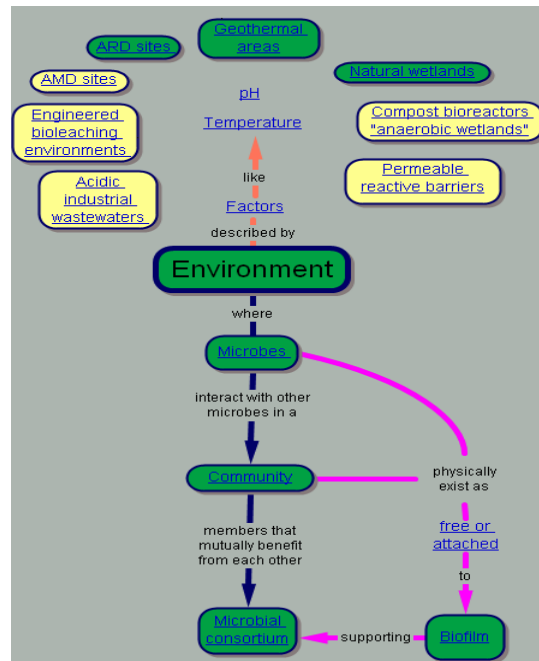 Geothermal
areas
ARD sites
Natural wetlands
AMD sites
pH
Engineered
bioleaching
environments
Compost bioreactors
"anaerobic wetlands"
Temperature
Acidic
industrial
wastewaters
Permeable
reactive barriers
like
Factors
described by
Environment
where
Microbes
interact with other
microbes in a
Community
physically
exist as
members that
mutually benefit
from each other
free or
attached
to
Microbial
consortium
supporting
Biofilm